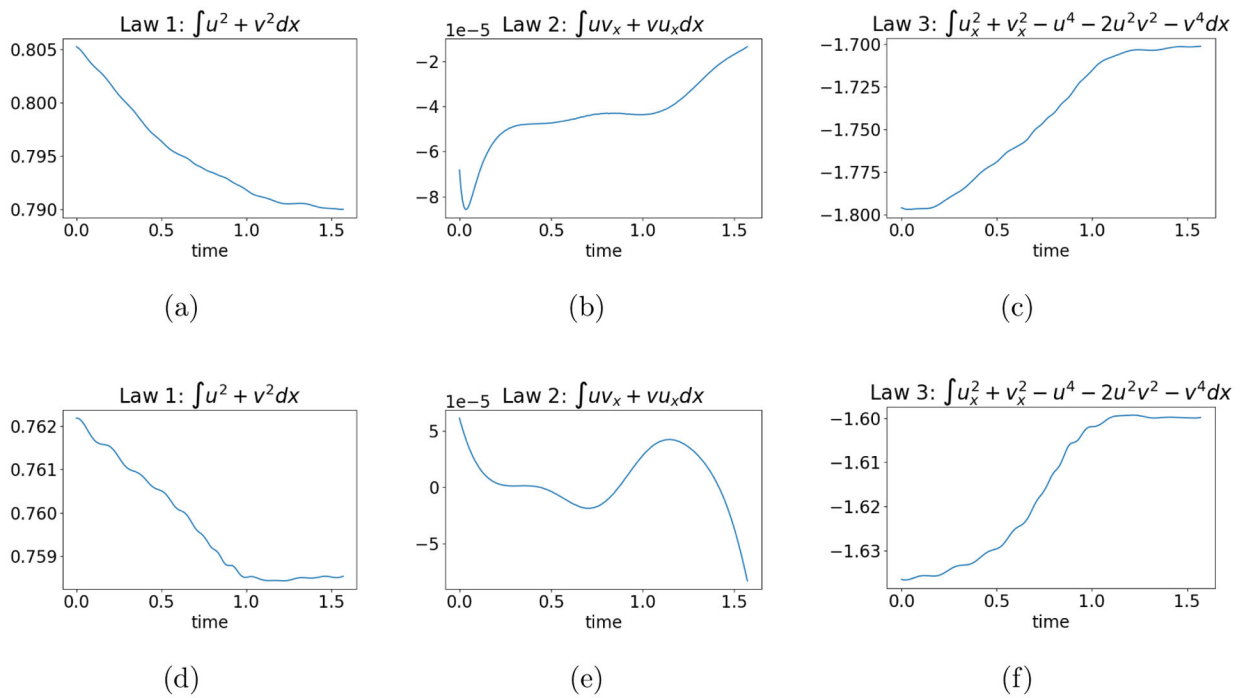 Law 1: ∫u² + v²dx
0.805
0.800
0.795
0.790
0.0 0.5 1.0 1.5
time
(a)
Law 2: ∫uvₓ + vuₓdx
1e−5
−2
−4
−6
−8
0.0 0.5 1.0 1.5
time
(b)
Law 3: ∫uₓ² + vₓ² − u⁴ − 2u²v² − v⁴dx
−1.700
−1.725
−1.750
−1.775
−1.800
0.0 0.5 1.0 1.5
time
(c)
Law 1: ∫u² + v²dx
0.762
0.761
0.760
0.759
0.0 0.5 1.0 1.5
time
(d)
Law 2: ∫uvₓ + vuₓdx
1e−5
5
0
−5
0.0 0.5 1.0 1.5
time
(e)
Law 3: ∫uₓ² + vₓ² − u⁴ − 2u²v² − v⁴dx
−1.60
−1.61
−1.62
−1.63
0.0 0.5 1.0 1.5
time
(f)